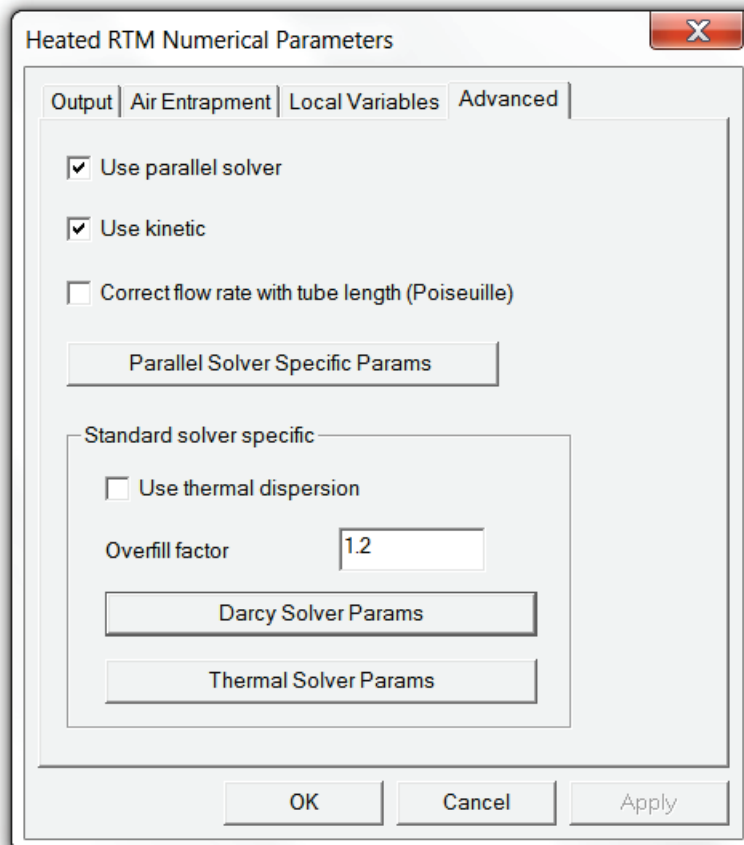 Heated RTM Numerical Parameters
Output Air Entrapment Local Variables Advanced
Use parallel solver
Use kinetic
Correct flow rate with tube length (Poiseuille)
Parallel Solver Specific Params
Standard solver specific
Use thermal dispersion
Overfill factor 1.2
Darcy Solver Params
Thermal Solver Params
OK Cancel Apply